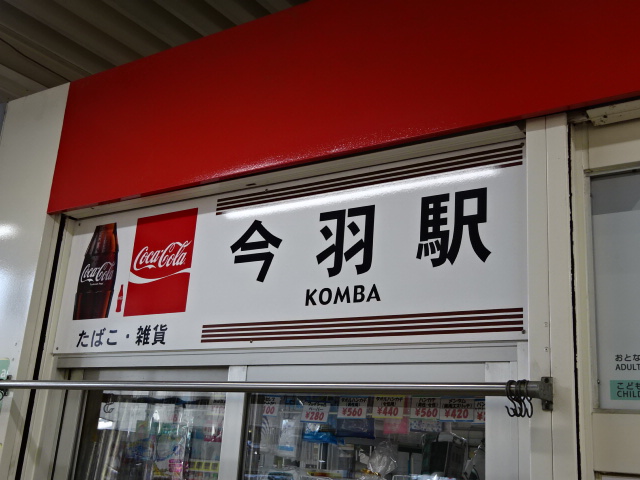 今羽駅
KOMBA
Coca-Cola
Coca-Cola
たばこ・雑貨
おとな
ADULT
こども
CHILD
¥280
¥560
¥440
¥560
¥420